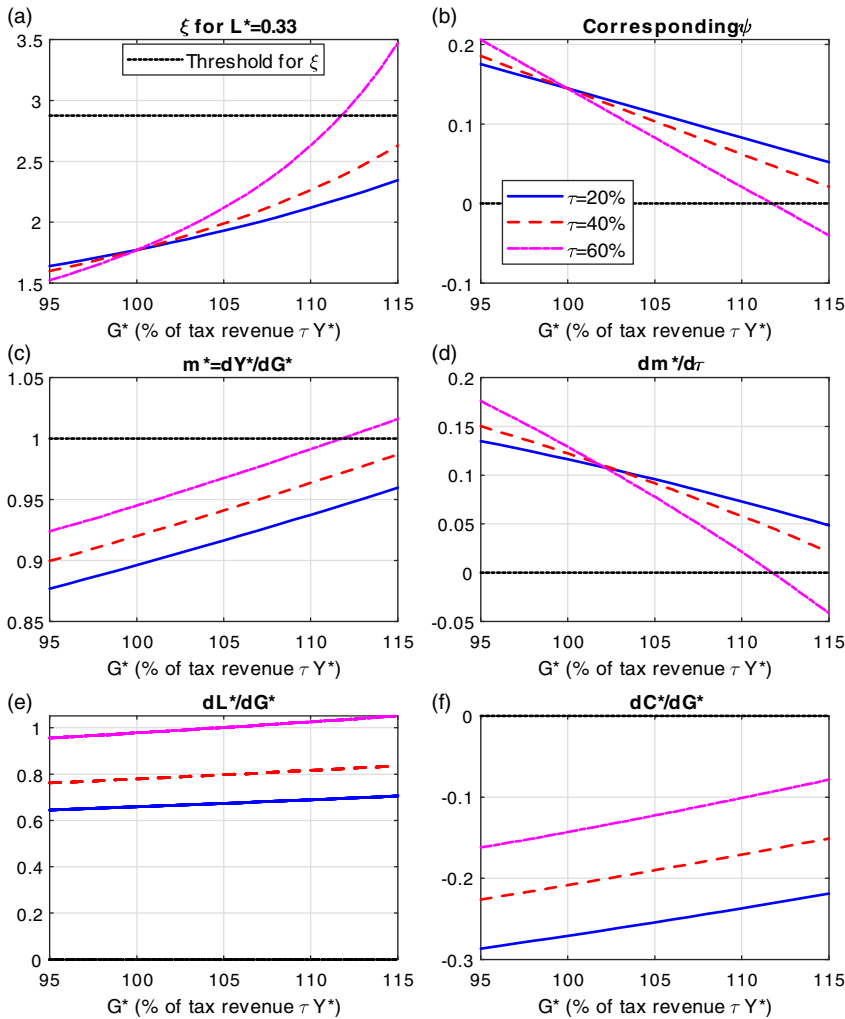 (a)
ξ for L*=0.33
Threshold for ξ
3.5
3
2.5
2
1.5
95 100 105 110 115
G* (% of tax revenue τ Y*)
(b)
Corresponding ψ
0.2
0.1
0
-0.1
τ=20%
τ=40%
τ=60%
95 100 105 110 115
G* (% of tax revenue τ Y*)
(c)
m*=dY*/dG*
1.05
1
0.95
0.9
0.85
95 100 105 110 115
G* (% of tax revenue τ Y*)
(d)
dm*/dτ
0.2
0.15
0.1
0.05
0
-0.05
95 100 105 110 115
G* (% of tax revenue τ Y*)
(e)
dL*/dG*
1
0.8
0.6
0.4
0.2
0
95 100 105 110 115
G* (% of tax revenue τ Y*)
(f)
dC*/dG*
0
-0.1
-0.2
-0.3
95 100 105 110 115
G* (% of tax revenue τ Y*)